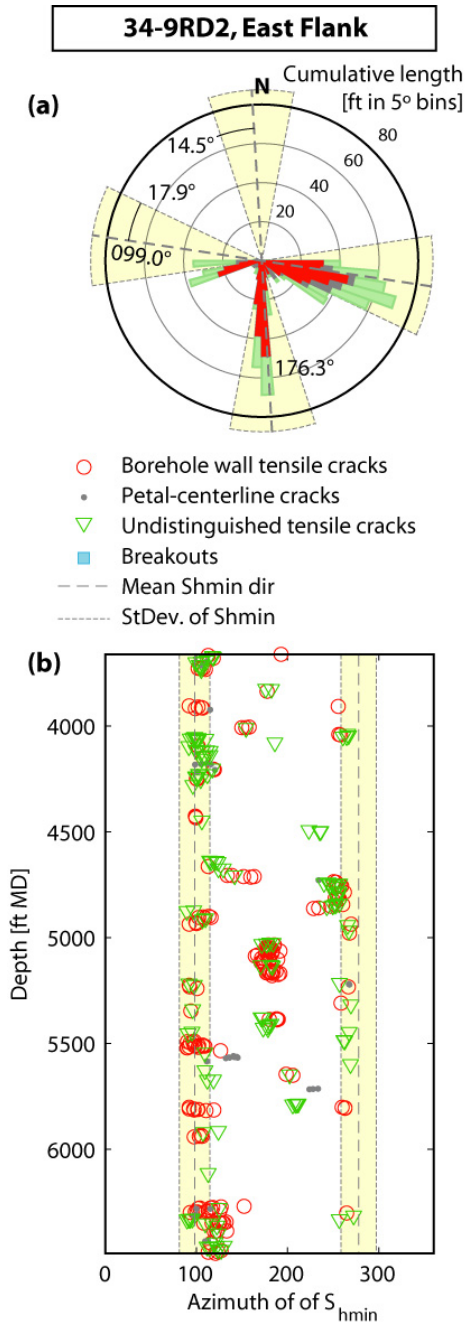 34-9RD2, East Flank
(a)
N
Cumulative length
[ft in 5º bins]
14.5°
80
60
17.9°
40
20
099.0°
176.3°
Borehole wall tensile cracks
Petal-centerline cracks
Undistinguished tensile cracks
Breakouts
Mean Shmin dir
StDev. of Shmin
(b)
4000
4500
5000
5500
6000
Depth [ft MD]
0 100 200 300
Azimuth of of S_hmin